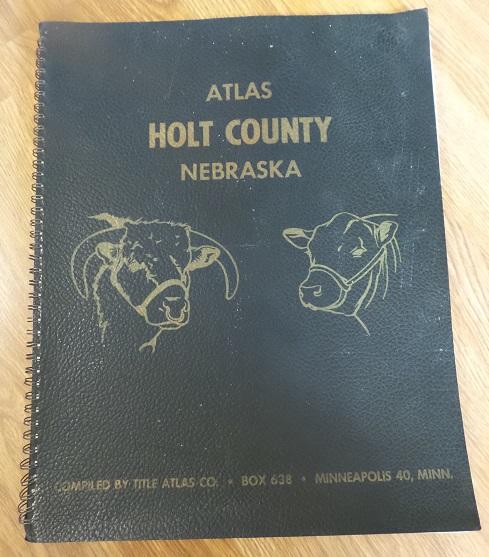 ATLAS
HOLT COUNTY
NEBRASKA
COMPILED BY TITLE ATLAS CO. • BOX 638 • MINNEAPOLIS 40, MINN.